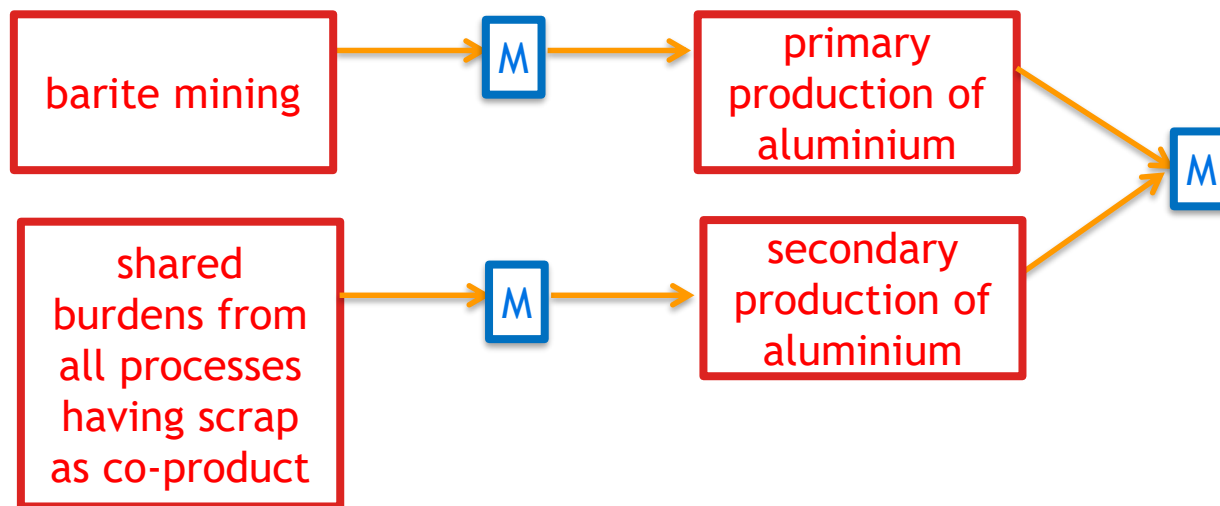 barite mining
M
primary
production of
aluminium
M
shared
burdens from
all processes
having scrap
as co-product
M
secondary
production of
aluminium